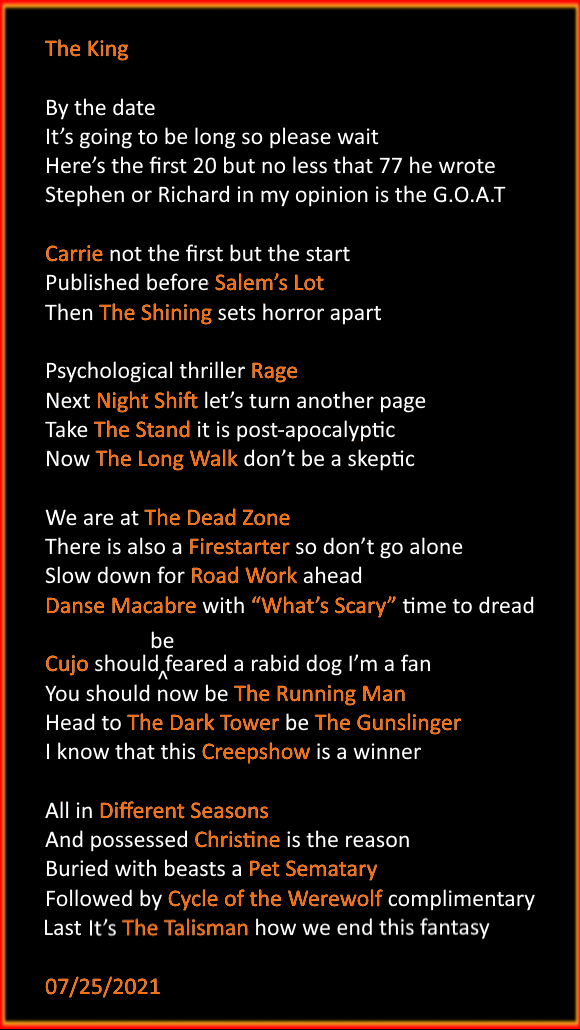 The King
By the date
It's going to be long so please wait
Here's the first 20 but no less that 77 he wrote
Stephen or Richard in my opinion is the G.O.A.T
Carrie not the first but the start
Published before Salem's Lot
Then The Shining sets horror apart
Psychological thriller Rage
Next Night Shift let's turn another page
Take The Stand it is post-apocalyptic
Now The Long Walk don't be a skeptic
We are at The Dead Zone
There is also a Firestarter so don't go alone
Slow down for Road Work ahead
Danse Macabre with “What's Scary” time to dread
be
Cujo should feared a rabid dog I'm a fan
^
You should now be The Running Man
Head to The Dark Tower be The Gunslinger
I know that this Creepshow is a winner
All in Different Seasons
And possessed Christine is the reason
Buried with beasts a Pet Sematary
Followed by Cycle of the Werewolf complimentary
Last It's The Talisman how we end this fantasy
07/25/2021